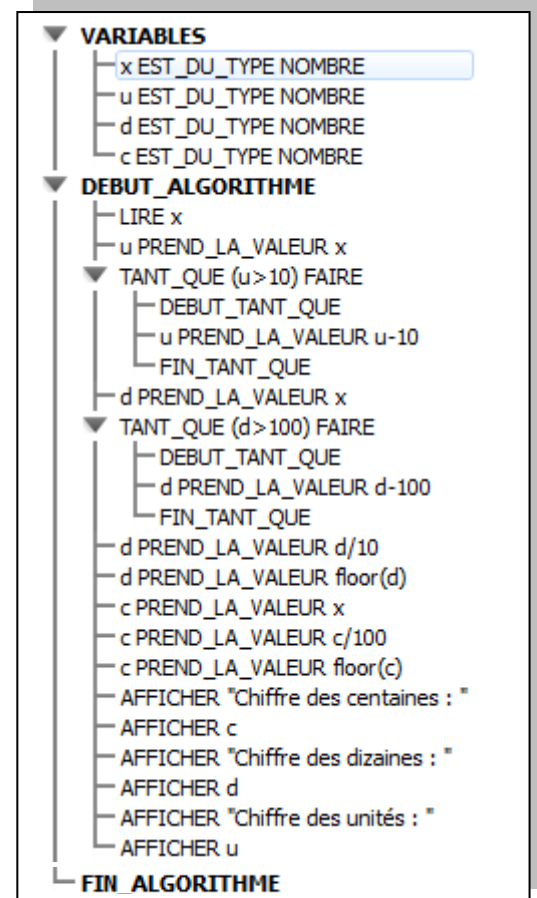 VARIABLES
x EST_DU_TYPE NOMBRE
u EST_DU_TYPE NOMBRE
d EST_DU_TYPE NOMBRE
c EST_DU_TYPE NOMBRE
DEBUT_ALGORITHME
LIRE x
u PREND_LA_VALEUR x
TANT_QUE (u>10) FAIRE
DEBUT_TANT_QUE
u PREND_LA_VALEUR u-10
FIN_TANT_QUE
d PREND_LA_VALEUR x
TANT_QUE (d>100) FAIRE
DEBUT_TANT_QUE
d PREND_LA_VALEUR d-100
FIN_TANT_QUE
d PREND_LA_VALEUR d/10
d PREND_LA_VALEUR floor(d)
c PREND_LA_VALEUR x
c PREND_LA_VALEUR c/100
c PREND_LA_VALEUR floor(c)
AFFICHER "Chiffre des centaines : "
AFFICHER c
AFFICHER "Chiffre des dizaines : "
AFFICHER d
AFFICHER "Chiffre des unités : "
AFFICHER u
FIN_ALGORITHME